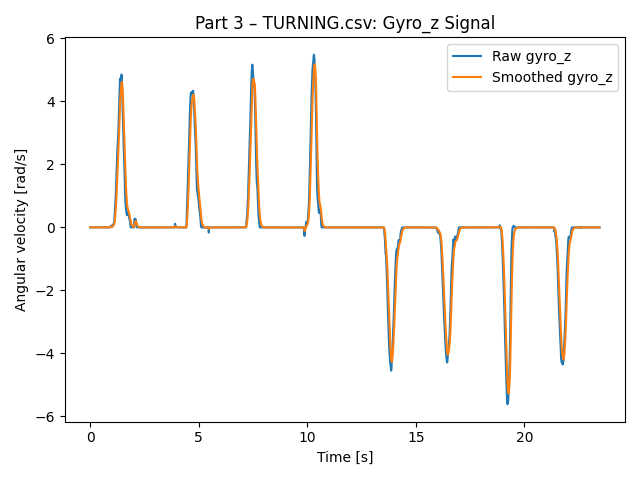 Part 3 – TURNING.csv: Gyro_z Signal
Raw gyro_z
Smoothed gyro_z
Angular velocity [rad/s]
6
4
2
0
−2
−4
−6
0 5 10 15 20
Time [s]